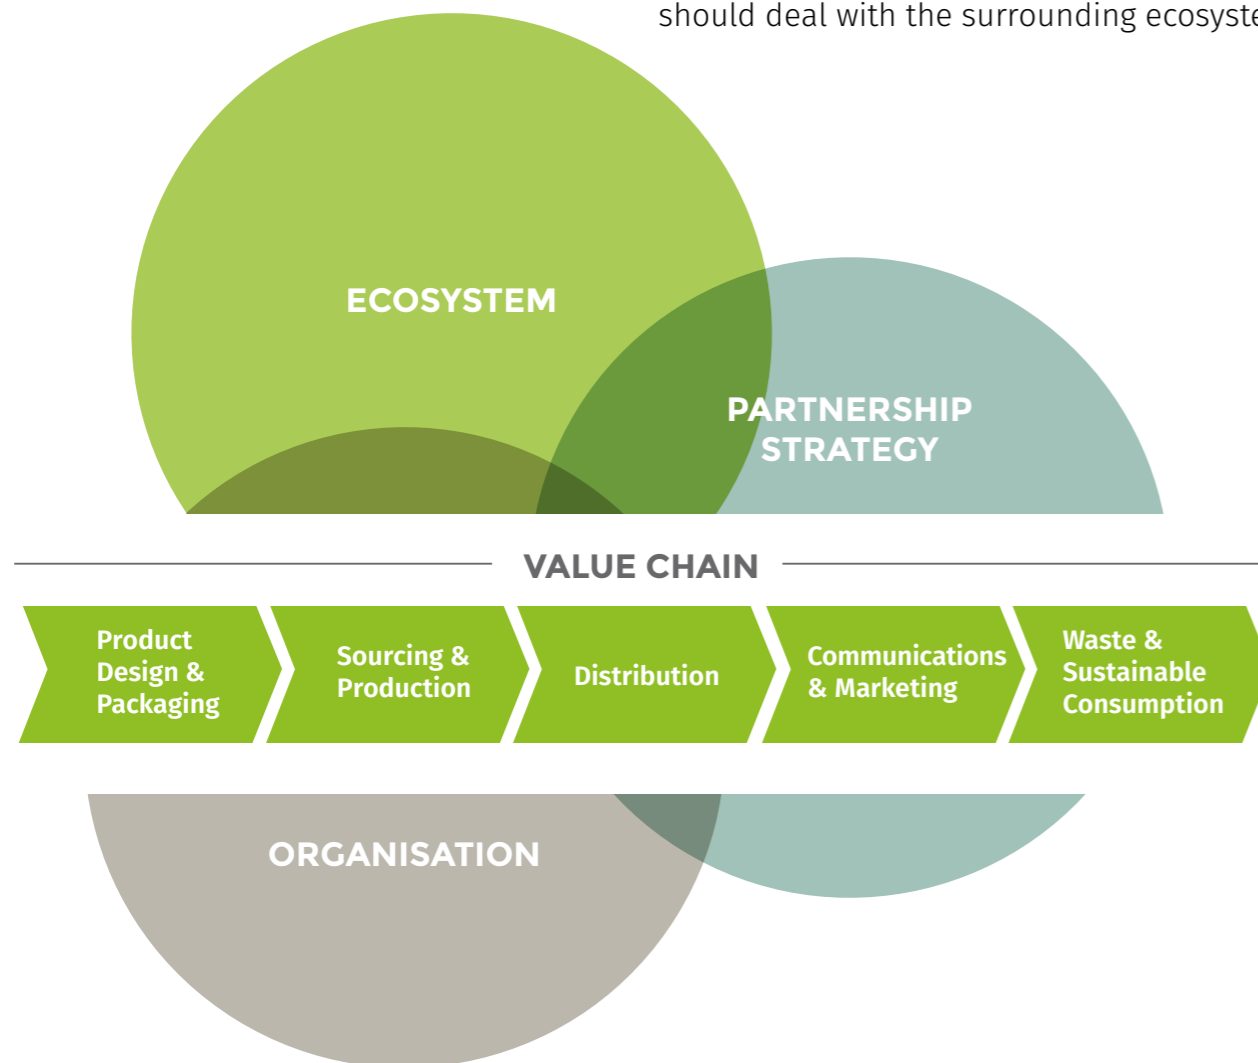 should deal with the surrounding
ECOSYSTEM
PARTNERSHIP
STRATEGY
VALUE CHAIN
Product
Design &
Packaging
Sourcing &
Production
Distribution
Communications
& Marketing
Waste &
Sustainable
Consumption
ORGANISATION